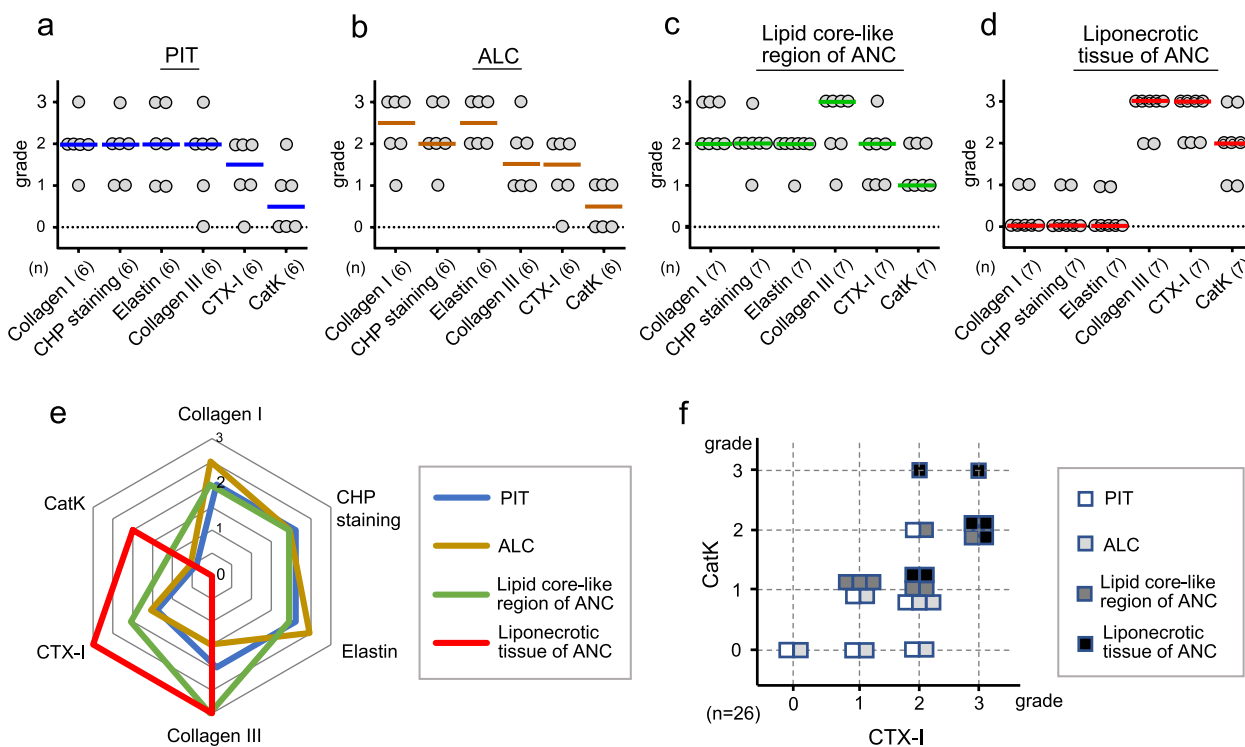 a
PIT
grade
3
2
1
0
(n)
Collagen I (6)
CHP staining (6)
Elastin (6)
Collagen III (6)
CTX-I (6)
CatK (6)
b
ALC
grade
3
2
1
0
(n)
Collagen I (6)
CHP staining (6)
Elastin (6)
Collagen III (6)
CTX-I (6)
CatK (6)
c
Lipid core-like
region of ANC
grade
3
2
1
0
(n)
Collagen I (7)
CHP staining (7)
Elastin (7)
Collagen III (7)
CTX-I (7)
CatK (7)
d
Liponecrotic
tissue of ANC
grade
3
2
1
0
(n)
Collagen I (7)
CHP staining (7)
Elastin (7)
Collagen III (7)
CTX-I (7)
CatK (7)
e
Collagen I
3
2
1
0
CHP
staining
Elastin
Collagen III
CTX-I
CatK
PIT
ALC
Lipid core-like
region of ANC
Liponecrotic
tissue of ANC
f
grade
3
2
1
0
CatK
0 1 2 3
grade
(n=26)
CTX-I
PIT
ALC
Lipid core-like
region of ANC
Liponecrotic
tissue of ANC